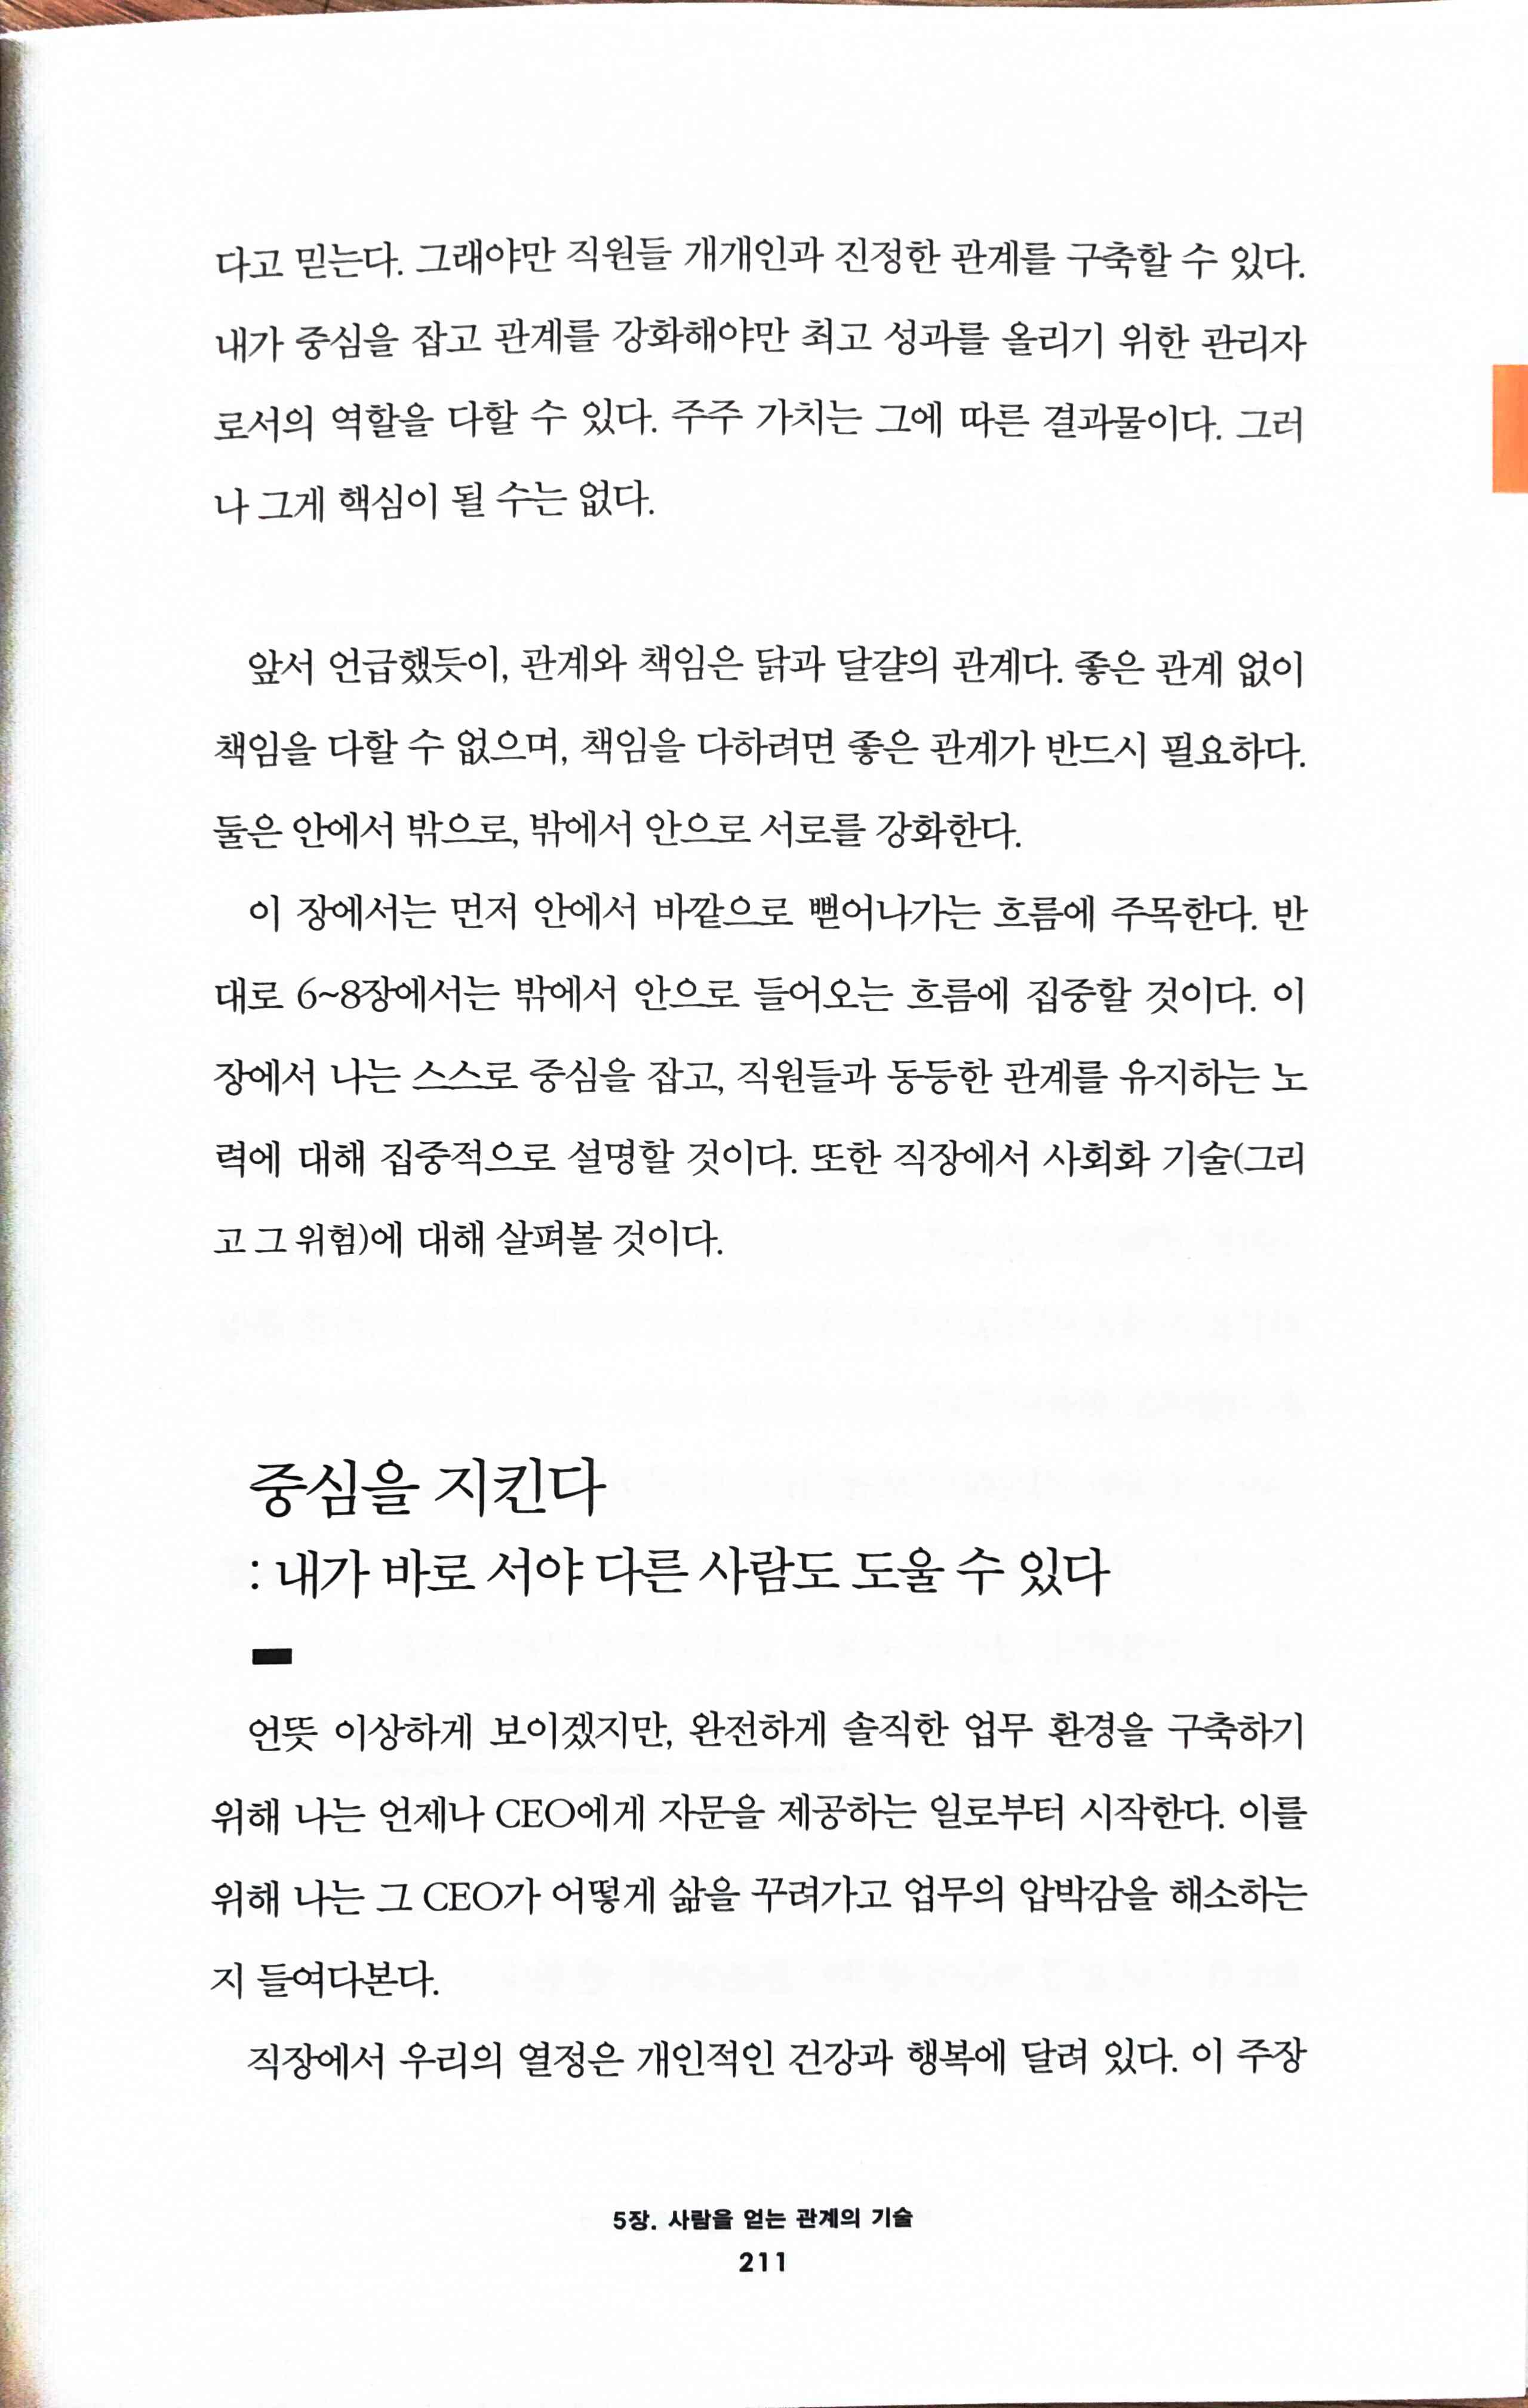 다고 믿는다. 그래야만 직원들 개개인과 진정한 관계를 구축할 수 있다.
내가 중심을 잡고 관계를 강화해야만 최고 성과를 올리기 위한 관리자
로서의 역할을 다할 수 있다. 주주 가치는 그에 따른 결과물이다. 그러
나 그게 핵심이 될 수는 없다.
앞서 언급했듯이, 관계와 책임은 닭과 달걀의 관계다. 좋은 관계 없이
책임을 다할 수 없으며, 책임을 다하려면 좋은 관계가 반드시 필요하다.
둘은 안에서 밖으로, 밖에서 안으로 서로를 강화한다.
이 장에서는 먼저 안에서 바깥으로 뻗어나가는 흐름에 주목한다. 반
대로 6~8장에서는 밖에서 안으로 들어오는 흐름에 집중할 것이다. 이
장에서 나는 스스로 중심을 잡고, 직원들과 동등한 관계를 유지하는 노
력에 대해 집중적으로 설명할 것이다. 또한 직장에서 사회화 기술(그리
고 그 위험)에 대해 살펴볼 것이다.
중심을 지킨다
: 내가 바로 서야 다른 사람도 도울 수 있다
언뜻 이상하게 보이겠지만, 완전하게 솔직한 업무 환경을 구축하기
위해 나는 언제나 CEO에게 자문을 제공하는 일로부터 시작한다. 이를
위해 나는 그 CEO가 어떻게 삶을 꾸려가고 업무의 압박감을 해소하는
지 들여다본다.
직장에서 우리의 열정은 개인적인 건강과 행복에 달려 있다. 이 주장
5장. 사람을 얻는 관계의 기술
211